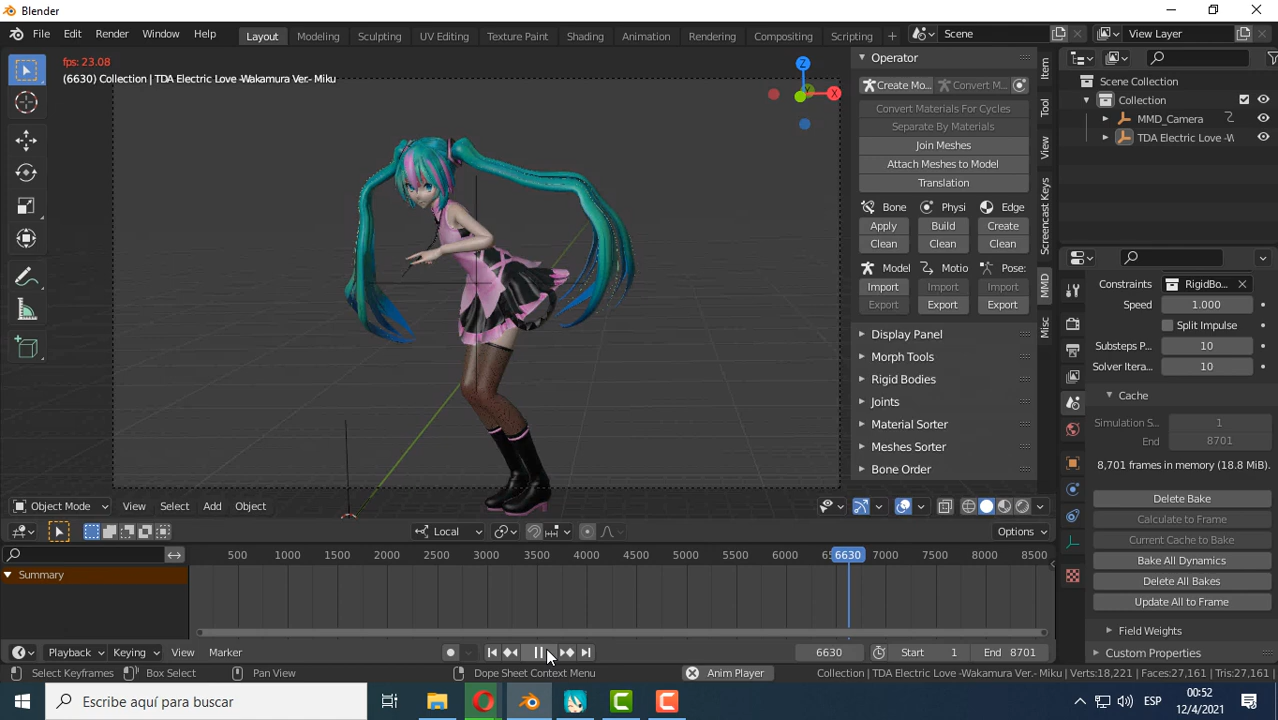 Blender
File Edit Render Window Help Layout Modeling Sculpting UV Editing Texture Paint Shading Animation Rendering Compositing Scripting Scene View Layer
fps: 23.08
(6630) Collection | TDA Electric Love -Wakamura Ver.- Miku
Z
X
Operator
Create Mo... Convert M...
Convert Materials For Cycles
Separate By Materials
Join Meshes
Attach Meshes to Model
Translation
Bone Physi Edge
Apply Build Create
Clean Clean Clean
Model Motio Pose:
Import Import Import
Export Export Export
Display Panel
Morph Tools
Rigid Bodies
Joints
Material Sorter
Meshes Sorter
Bone Order
Item
Tool
View
Screencast Keys
MMD
Misc
Scene Collection
Collection
MMD_Camera
TDA Electric Love -W
Constraints RigidBo...
Speed 1.000
Split Impulse
Substeps P... 10
Solver Itera... 10
Cache
Simulation S... 1
End 8701
8,701 frames in memory (18.8 MiB).
Delete Bake
Calculate to Frame
Current Cache to Bake
Bake All Dynamics
Delete All Bakes
Update All to Frame
Field Weights
Custom Properties
Object Mode View Select Add Object
Local Options
500 1000 1500 2000 2500 3000 3500 4000 4500 5000 5500 6000 6630 7000 7500 8000 8500
Summary
Playback Keying View Marker 6630 Start 1 End 8701
Select Keyframes Box Select Pan View Dope Sheet Context Menu Anim Player Collection | TDA Electric Love -Wakamura Ver.- Miku | Verts:18,221 | Faces:27,161 | Tris:27,161
Escribe aquí para buscar
ESP
00:52
12/4/2021